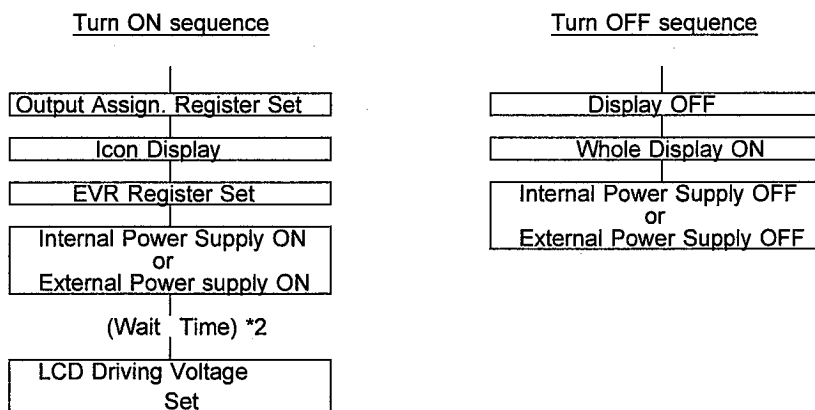 Turn ON sequence
Output Assign. Register Set
Icon Display
EVR Register Set
Internal Power Supply ON
or
External Power supply ON
(Wait Time) *2
LCD Driving Voltage
Set
Turn OFF sequence
Display OFF
Whole Display ON
Internal Power Supply OFF
or
External Power Supply OFF